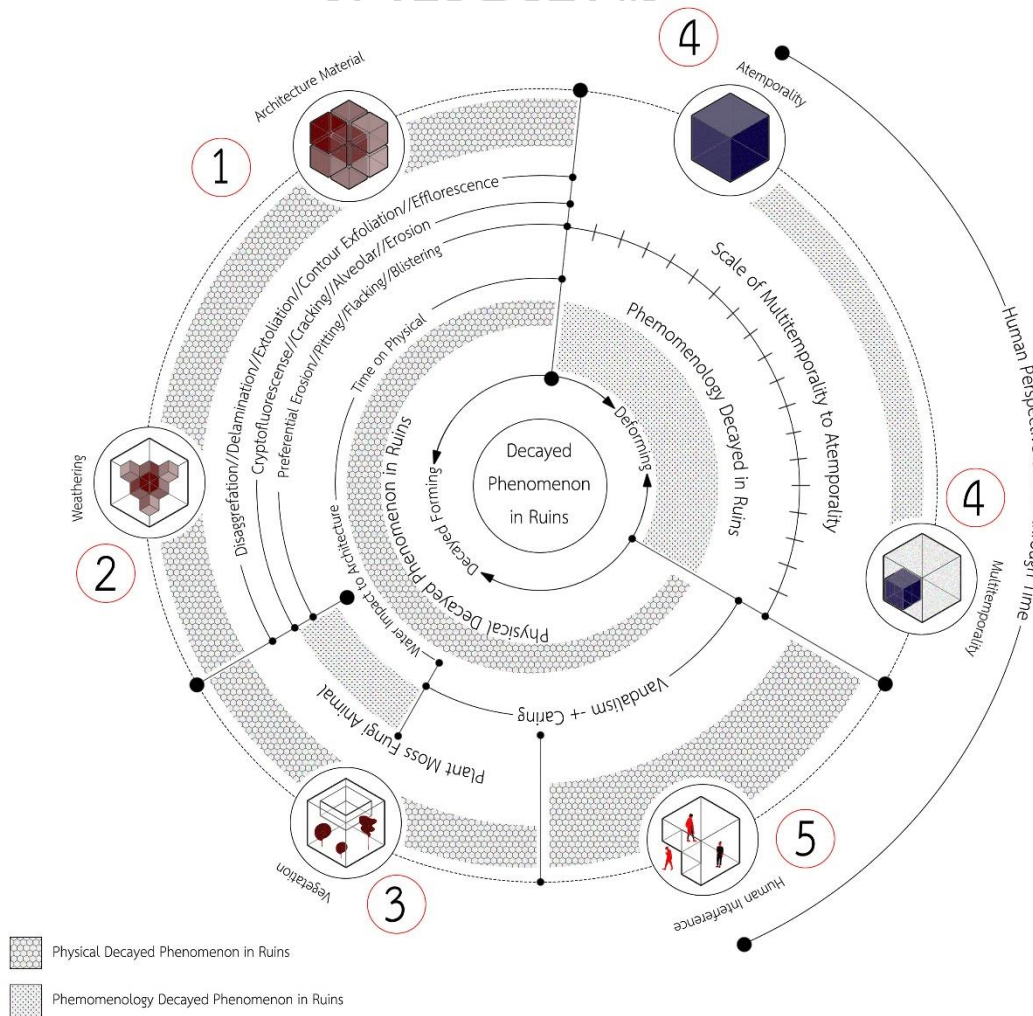 Architecture Material
1
Atemporality
4
Disaggrefation//Delamination//Extoliation//Contour Exfoliation//Efflorescence
Cryptofluorescense//Cracking//Alveolar//Erosion
Preferential Erosion//Pitting//Flacking//Blistering
Time on Physical
Scale of Multitemporality to Atemporality
Phemomenology Decayed in Ruins
Human Perspective
ough Time
Deforming
Decayed
Phenomenon
in Ruins
Decayed Forming
Physical Decayed Phenomenon in Ruins
Water Impact to Architecture
Weathering
2
4
Multitemporality
Plant Moss Fungi Animal
Vandalism → Caring
Vegetation
3
5
Human Interference
Physical Decayed Phenomenon in Ruins
Phemomenology Decayed Phenomenon in Ruins